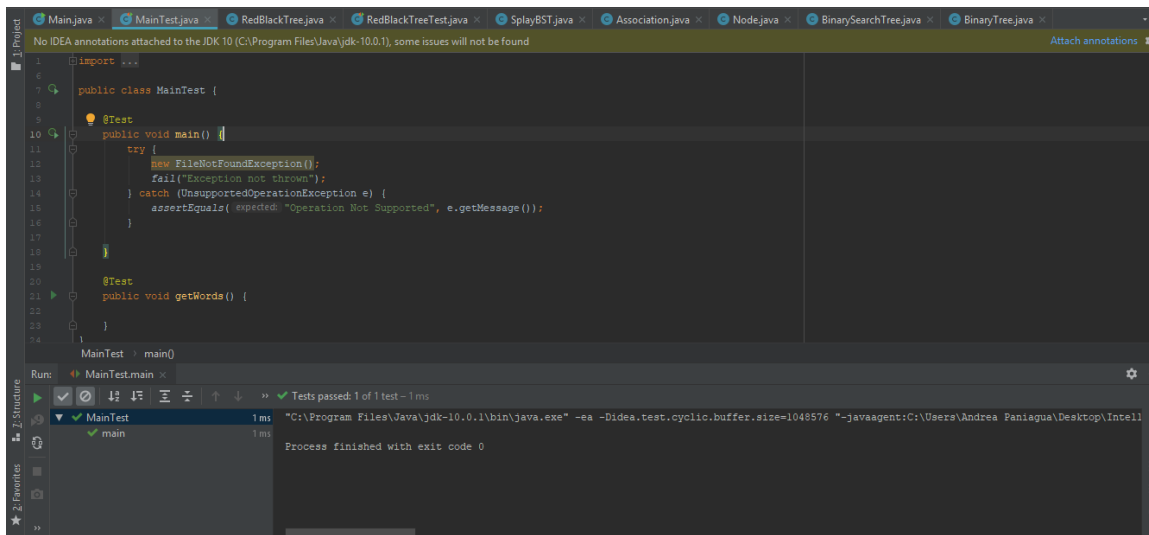 Main.java MainTest.java RedBlackTree.java RedBlackTreeTest.java SplayBST.java Association.java Node.java BinarySearchTree.java BinaryTree.java
1: Project
No IDEA annotations attached to the JDK 10 (C:\Program Files\Java\jdk-10.0.1), some issues will not be found Attach annotations
1 import ...
6
7 public class MainTest {
8
9 @Test
10 public void main() {
11 try {
12 new FileNotFoundException();
13 fail("Exception not thrown");
14 } catch (UnsupportedOperationException e) {
15 assertEquals( expected: "Operation Not Supported", e.getMessage());
16 }
17
18 }
19
20 @Test
21 public void getWords() {
22
23 }
24 }
MainTest > main()
Run: MainTest.main
Z: Structure
>> Tests passed: 1 of 1 test – 1 ms
MainTest 1 ms "C:\Program Files\Java\jdk-10.0.1\bin\java.exe" -ea -Didea.test.cyclic.buffer.size=1048576 "-javaagent:C:\Users\Andrea Paniagua\Desktop\Intell
main 1 ms
Process finished with exit code 0
2: Favorites
>>